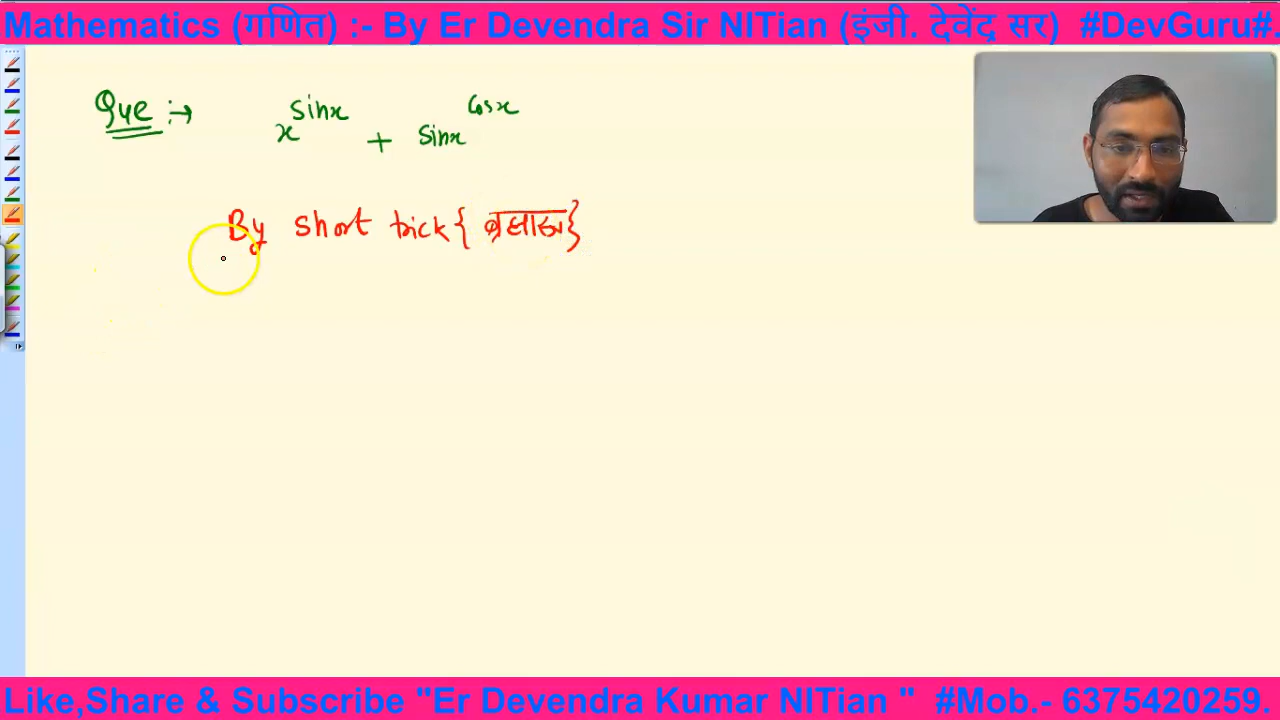 Mathematics (गणित) :- By Er Devendra Sir NITian (इंजी. देवेंद्र सर) #DevGuru#.
Que :→ x^sinx + sinx^cosx
By short trick { }
Like,Share & Subscribe "Er Devendra Kumar NITian " #Mob.- 6375420259.